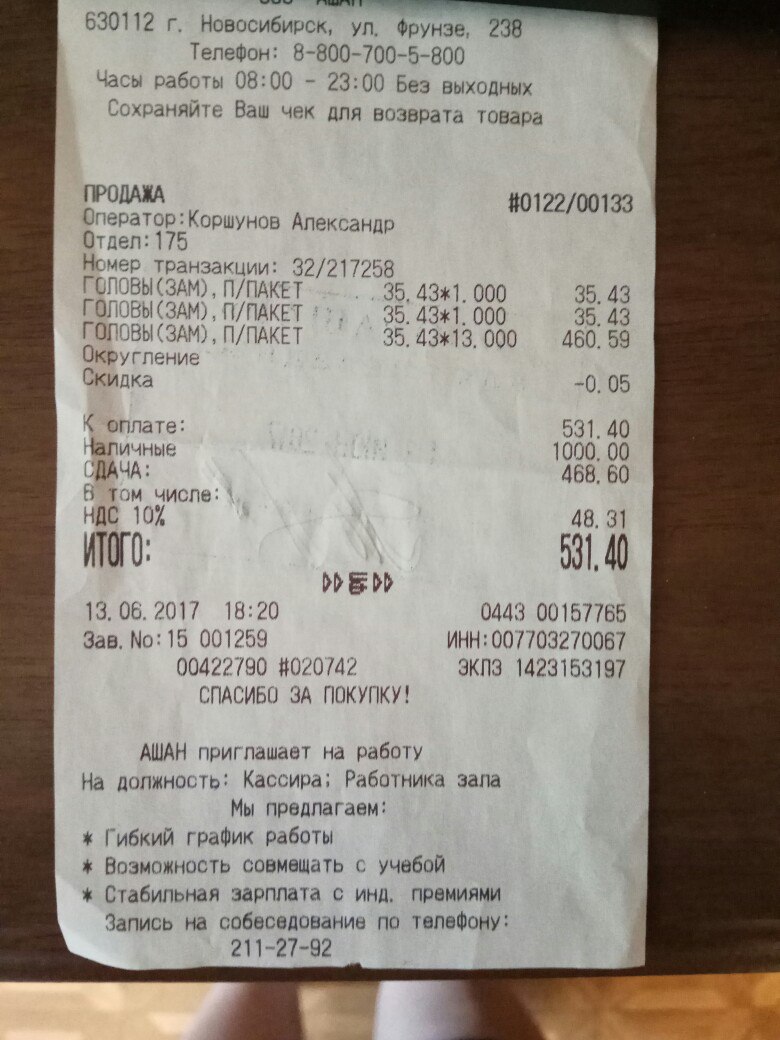 ООО АШАН
630112 г. Новосибирск, ул. Фрунзе, 238
Телефон: 8-800-700-5-800
Часы работы 08:00 - 23:00 Без выходных
Сохраняйте Ваш чек для возврата товара
ПРОДАЖА #0122/00133
Оператор:Коршунов Александр
Отдел:175
Номер транзакции: 32/217258
ГОЛОВЫ(ЗАМ),П/ПАКЕТ 35.43*1.000 35.43
ГОЛОВЫ(ЗАМ),П/ПАКЕТ 35.43*1.000 35.43
ГОЛОВЫ(ЗАМ),П/ПАКЕТ 35.43*13.000 460.59
Округление
Скидка -0.05
К оплате: 531.40
Наличные 1000.00
СДАЧА: 468.60
В том числе:
НДС 10% 48.31
ИТОГО: 531.40
13.06.2017 18:20 0443 00157765
Зав.No:15 001259 ИНН:007703270067
00422790 #020742 ЭКЛЗ 1423153197
СПАСИБО ЗА ПОКУПКУ!
АШАН приглашает на работу
На должность: Кассира; Работника зала
Мы предлагаем:
* Гибкий график работы
* Возможность совмещать с учебой
* Стабильная зарплата с инд. премиями
Запись на собеседование по телефону:
211-27-92